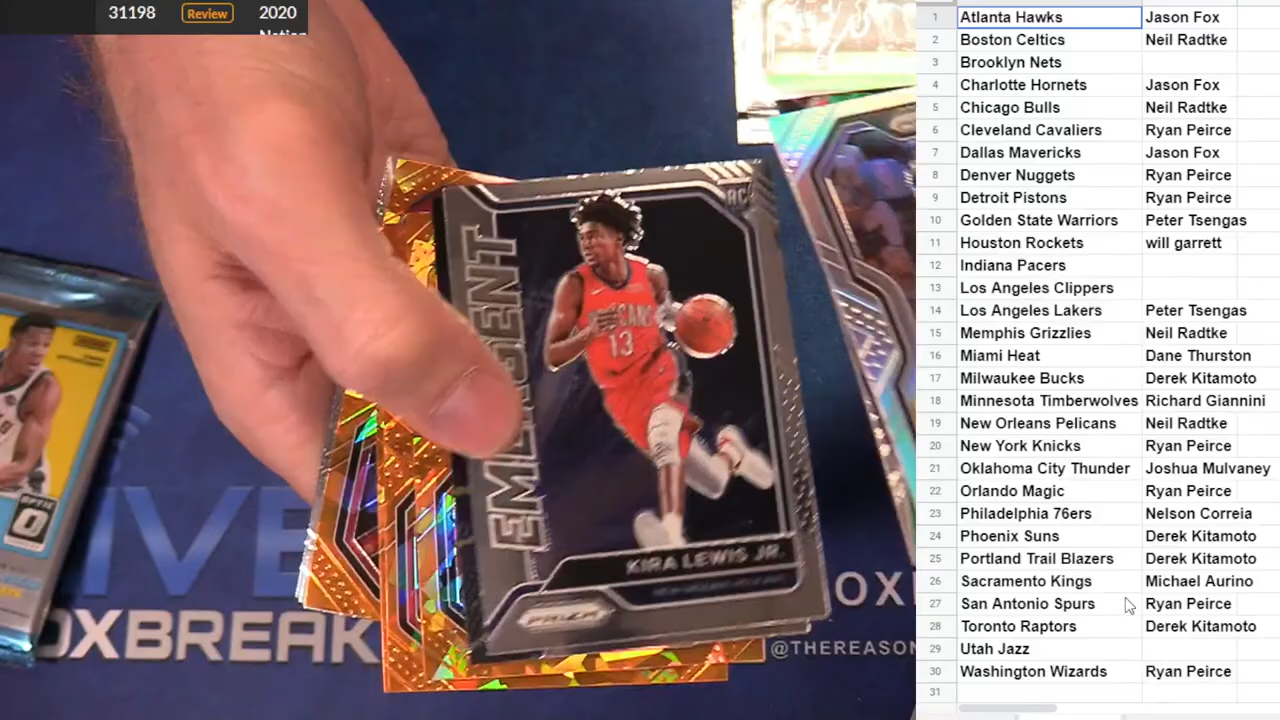 31198 Review 2020
EMERGENT
RC
13
KIRA LEWIS JR.
PRIZM
OPTIC
IVE
OXBREAK
OXI
@THEREASON
1 Atlanta Hawks Jason Fox
2 Boston Celtics Neil Radtke
3 Brooklyn Nets
4 Charlotte Hornets Jason Fox
5 Chicago Bulls Neil Radtke
6 Cleveland Cavaliers Ryan Peirce
7 Dallas Mavericks Jason Fox
8 Denver Nuggets Ryan Peirce
9 Detroit Pistons Ryan Peirce
10 Golden State Warriors Peter Tsengas
11 Houston Rockets will garrett
12 Indiana Pacers
13 Los Angeles Clippers
14 Los Angeles Lakers Peter Tsengas
15 Memphis Grizzlies Neil Radtke
16 Miami Heat Dane Thurston
17 Milwaukee Bucks Derek Kitamoto
18 Minnesota Timberwolves Richard Giannini
19 New Orleans Pelicans Neil Radtke
20 New York Knicks Ryan Peirce
21 Oklahoma City Thunder Joshua Mulvaney
22 Orlando Magic Ryan Peirce
23 Philadelphia 76ers Nelson Correia
24 Phoenix Suns Derek Kitamoto
25 Portland Trail Blazers Derek Kitamoto
26 Sacramento Kings Michael Aurino
27 San Antonio Spurs Ryan Peirce
28 Toronto Raptors Derek Kitamoto
29 Utah Jazz
30 Washington Wizards Ryan Peirce
31